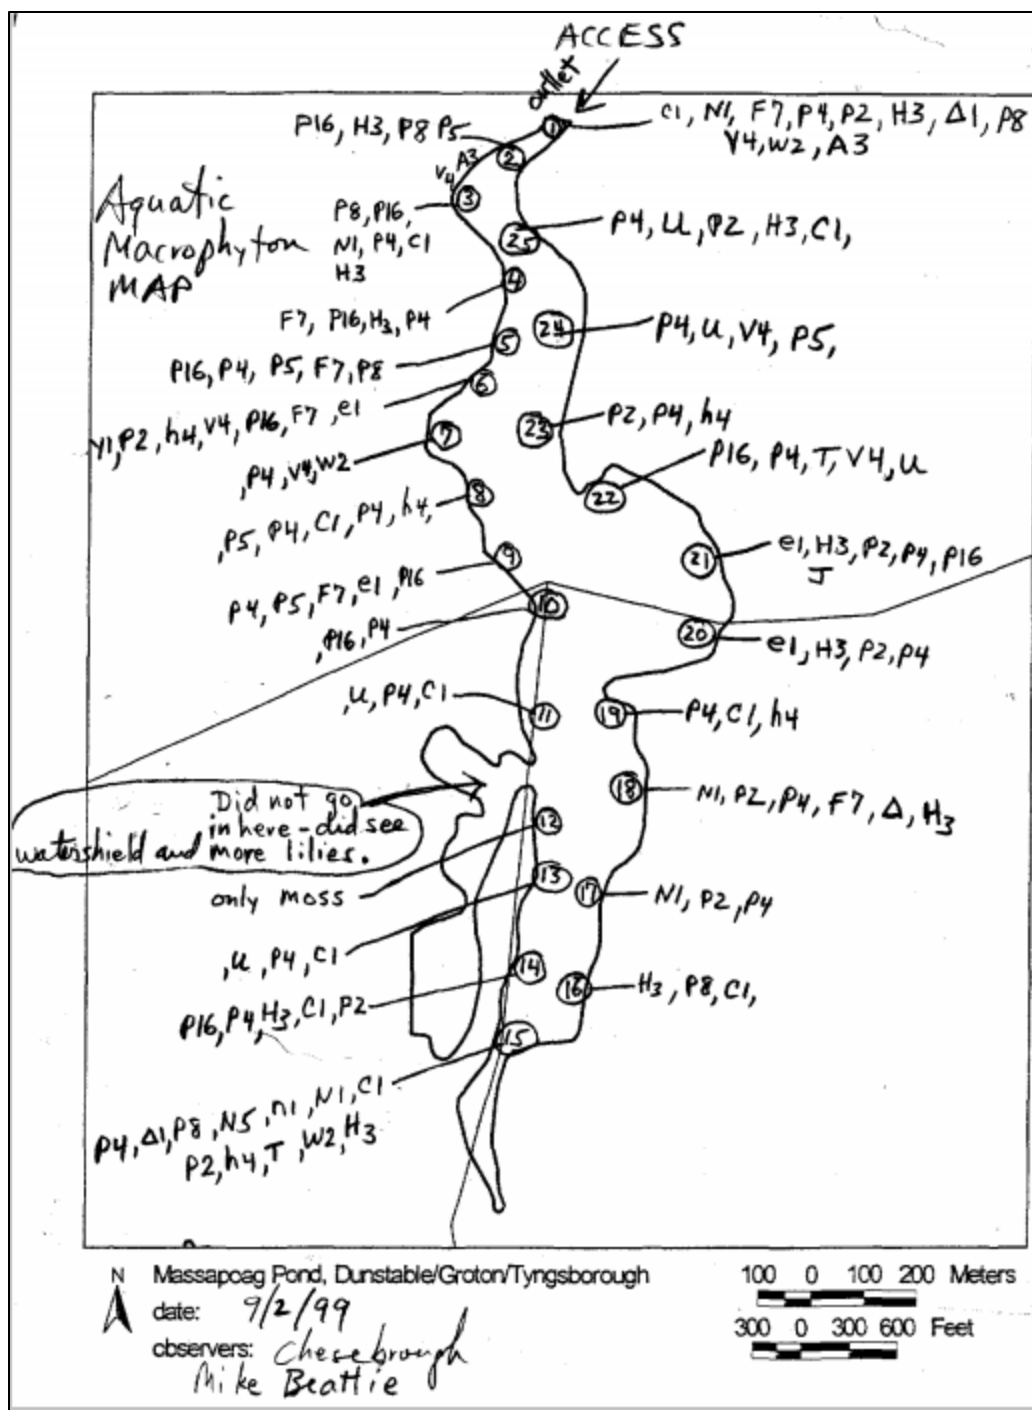 ACCESS
outlet
1
C1, N1, F7, P4, P2, H3, Δ1, P8
V4, W2, A3
P16, H3, P8 P5
2
V4 A3
3
Aquatic
Macrophyton
MAP
P8, P16,
N1, P4, C1
H3
25
P4, U, P2, H3, C1,
4
F7, P16, H3, P4
24
P4, U, V4, P5,
5
P16, P4, P5, F7, P8
6
P2, h4, V4, P16, F7, e1
23
P2, P4, h4
7
,P4, V4, W2
P16, P4, T, V4, U
22
8
,P5, P4, C1, P4, h4,
9
P4, P5, F7, e1, P16
21
e1, H3, P2, P4, P16
J
10
,P16, P4
20
e1, H3, P2, P4
,U, P4, C1
11
19
P4, C1, h4
Did not go
in here - did see
watershield and more lilies.
18
N1, P2, P4, F7, Δ, H3
12
only moss
13
17
N1, P2, P4
,U, P4, C1
14
P16, P4, H3, C1, P2
16
H3, P8, C1,
15
P4, Δ1, P8, N5, n1, N1, C1
P2, h4, T, W2, H3
N
Massapoag Pond, Dunstable/Groton/Tyngsborough
date: 9/2/99
observers: Chesebrough
Mike Beattie
100 0 100 200 Meters
300 0 300 600 Feet